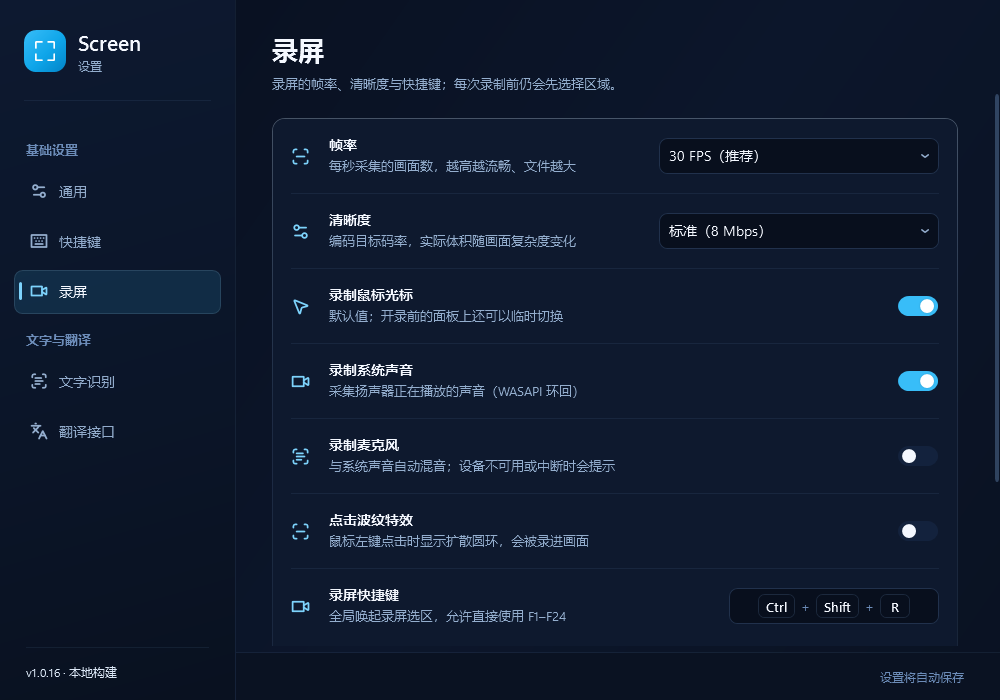 Screen
设置
基础设置
通用
快捷键
录屏
文字与翻译
文字识别
翻译接口
v1.0.16 · 本地构建
录屏
录屏的帧率、清晰度与快捷键；每次录制前仍会先选择区域。
帧率
每秒采集的画面数，越高越流畅、文件越大
30 FPS（推荐）
清晰度
编码目标码率，实际体积随画面复杂度变化
标准（8 Mbps）
录制鼠标光标
默认值；开录前的面板上还可以临时切换
录制系统声音
采集扬声器正在播放的声音（WASAPI 环回）
录制麦克风
与系统声音自动混音；设备不可用或中断时会提示
点击波纹特效
鼠标左键点击时显示扩散圆环，会被录进画面
录屏快捷键
全局唤起录屏选区，允许直接使用 F1–F24
Ctrl + Shift + R
设置将自动保存